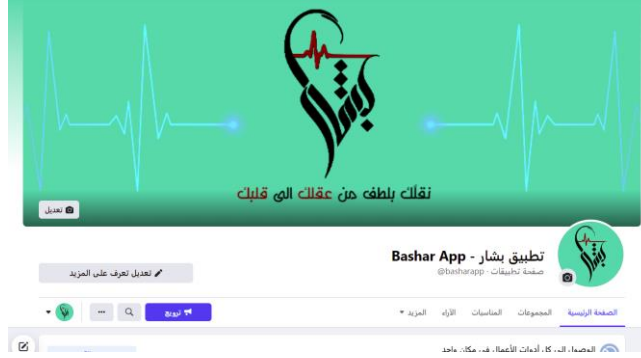 بشار
نقلك بلطف من عقلك الى قلبك
تعديل
بشار
تطبيق بشار - Bashar App
صفحة تطبيقات - @basharapp
تعديل تعرف على المزيد
الصفحة الرئيسية المجموعات المناسبات الآراء المزيد
ترويج
الوصول إلى كل أدوات الأعمال في مكان واحد